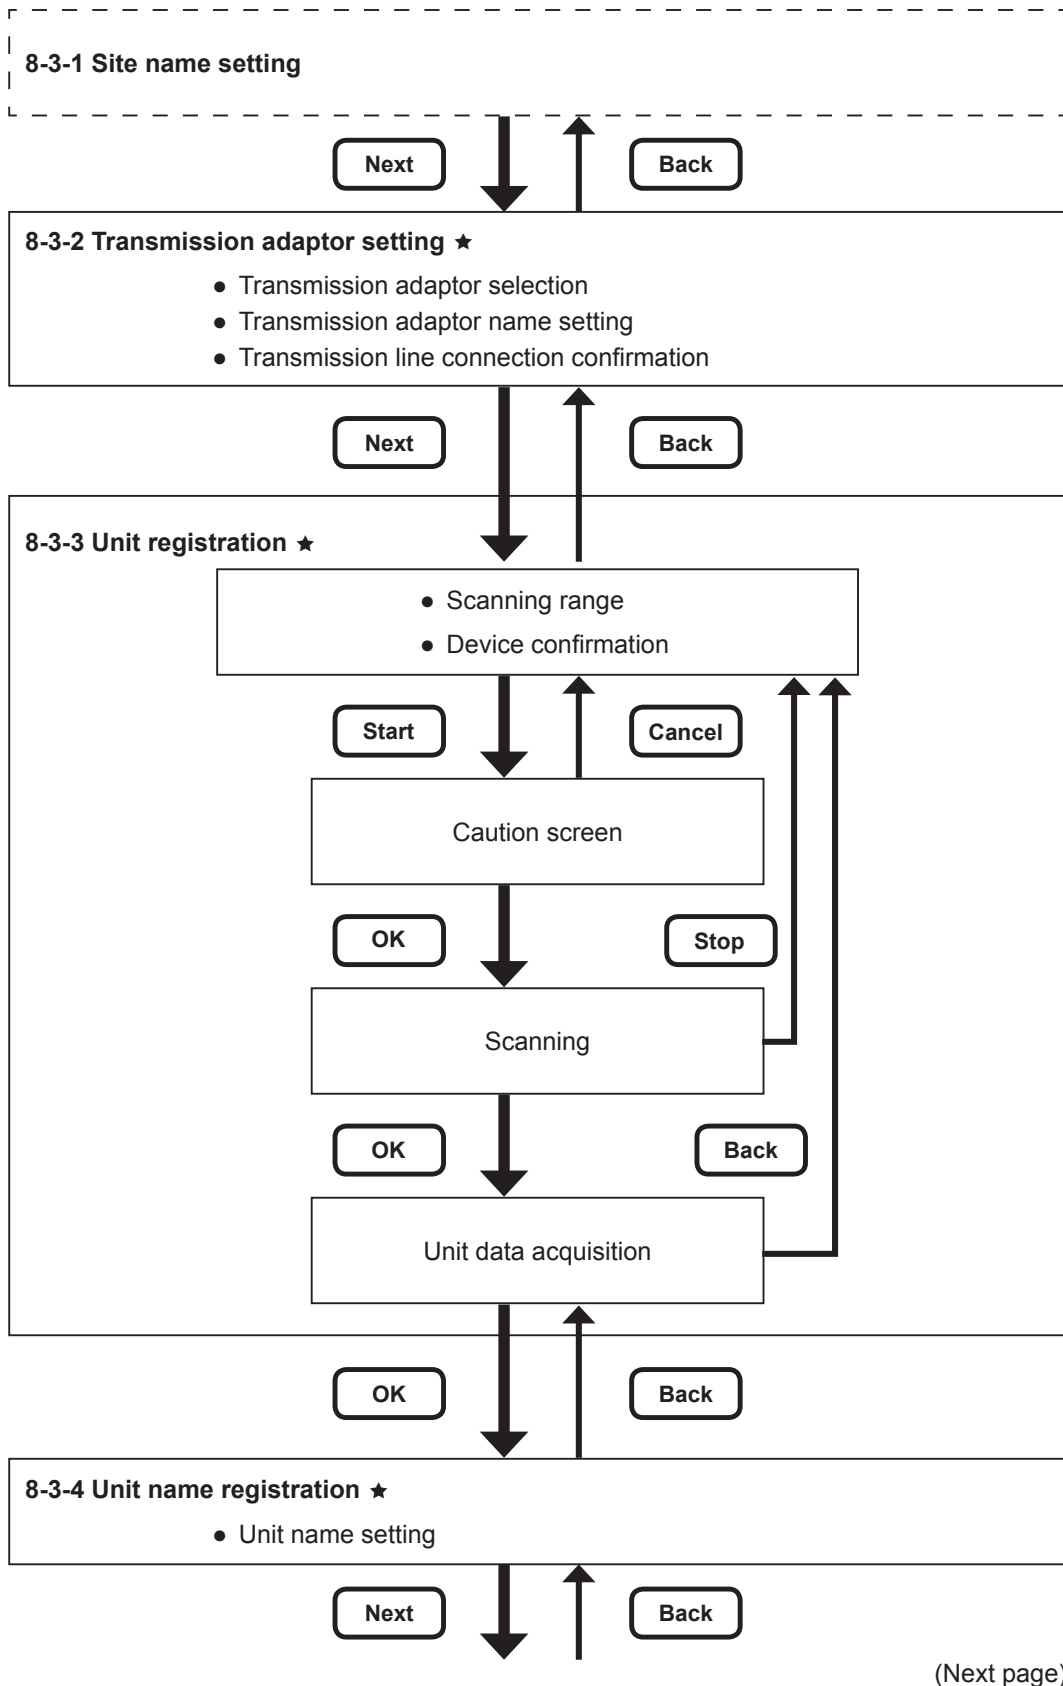 8-3-1 Site name setting
Next
Back
8-3-2 Transmission adaptor setting ★
● Transmission adaptor selection
● Transmission adaptor name setting
● Transmission line connection confirmation
Next
Back
8-3-3 Unit registration ★
● Scanning range
● Device confirmation
Start
Cancel
Caution screen
OK
Stop
Scanning
OK
Back
Unit data acquisition
OK
Back
8-3-4 Unit name registration ★
● Unit name setting
Next
Back
(Next page)